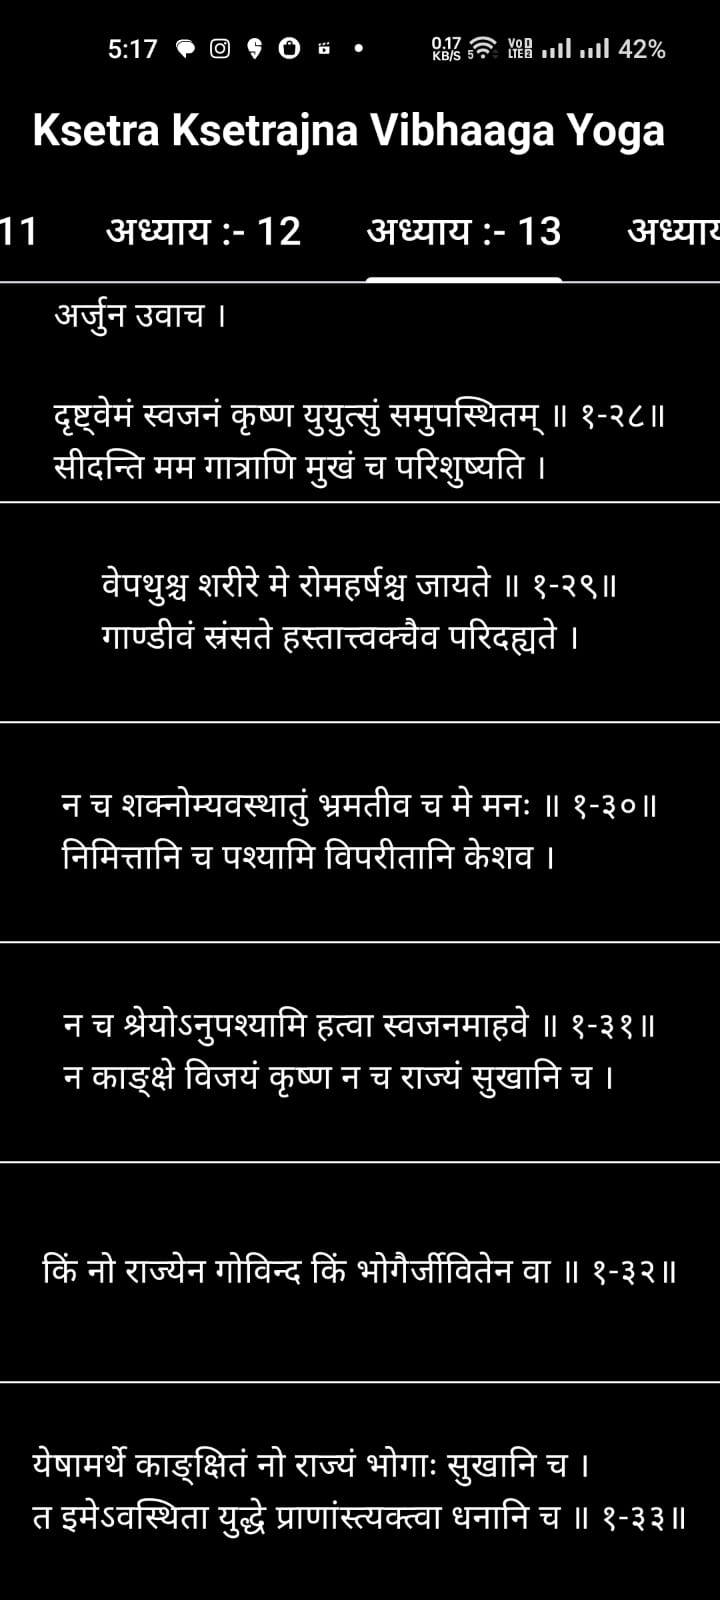 5:17 0.17 KB/S 5 VoD LTE2 42%
Ksetra Ksetrajna Vibhaaga Yoga
11 अध्याय :- 12 अध्याय :- 13 अध्याय
अर्जुन उवाच ।
दृष्ट्वेमं स्वजनं कृष्ण युयुत्सुं समुपस्थितम् ॥ १-२८॥
सीदन्ति मम गात्राणि मुखं च परिशुष्यति ।
वेपथुश्च शरीरे मे रोमहर्षश्च जायते ॥ १-२९॥
गाण्डीवं स्रंसते हस्तात्त्वक्चैव परिदह्यते ।
न च शक्नोम्यवस्थातुं भ्रमतीव च मे मनः ॥ १-३०॥
निमित्तानि च पश्यामि विपरीतानि केशव ।
न च श्रेयोऽनुपश्यामि हत्वा स्वजनमाहवे ॥ १-३१॥
न काङ्क्षे विजयं कृष्ण न च राज्यं सुखानि च ।
किं नो राज्येन गोविन्द किं भोगैर्जीवितेन वा ॥ १-३२॥
येषामर्थे काङ्क्षितं नो राज्यं भोगाः सुखानि च ।
त इमेऽवस्थिता युद्धे प्राणांस्त्यक्त्वा धनानि च ॥ १-३३॥